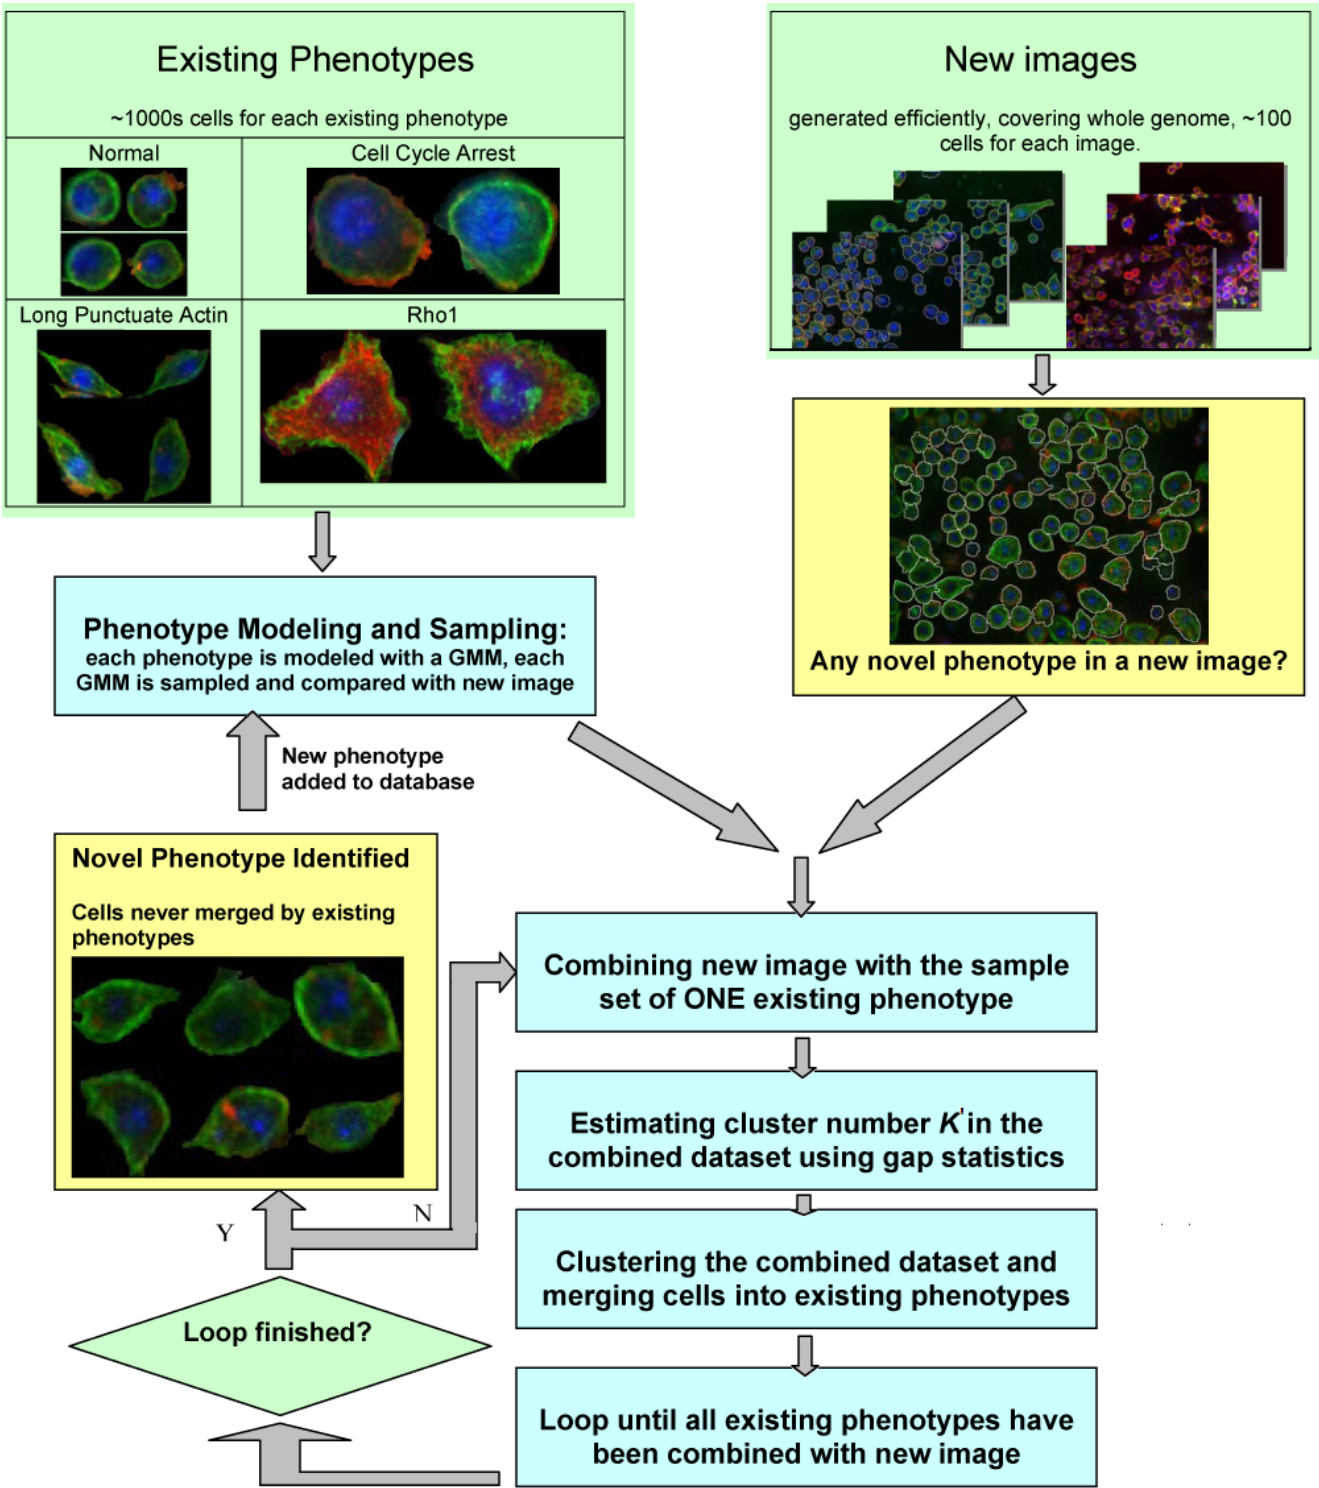 Existing Phenotypes
~1000s cells for each existing phenotype
Normal
Cell Cycle Arrest
Long Punctuate Actin
Rho1
New images
generated efficiently, covering whole genome, ~100
cells for each image.
Any novel phenotype in a new image?
Phenotype Modeling and Sampling:
each phenotype is modeled with a GMM, each
GMM is sampled and compared with new image
New phenotype
added to database
Novel Phenotype Identified
Cells never merged by existing
phenotypes
Combining new image with the sample
set of ONE existing phenotype
Estimating cluster number K' in the
combined dataset using gap statistics
Clustering the combined dataset and
merging cells into existing phenotypes
Loop until all existing phenotypes have
been combined with new image
Loop finished?
Y
N